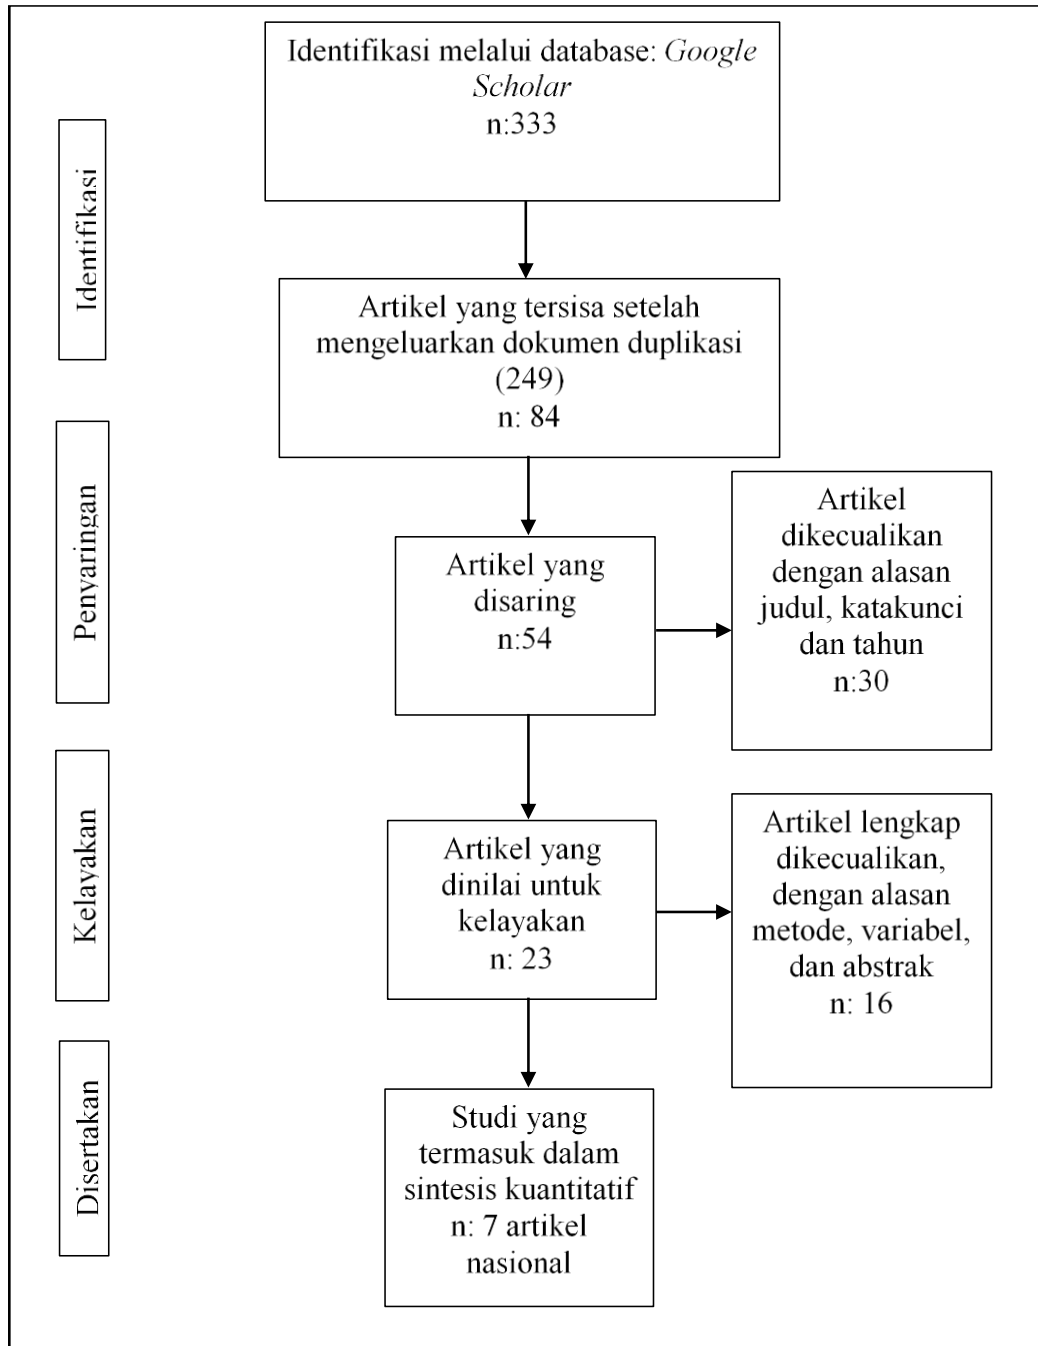 Identifikasi melalui database: Google
Scholar
n:333
Identifikasi
Artikel yang tersisa setelah
mengeluarkan dokumen duplikasi
(249)
n: 84
Penyaringan
Artikel yang
disaring
n:54
Artikel
dikecualikan
dengan alasan
judul, katakunci
dan tahun
n:30
Kelayakan
Artikel yang
dinilai untuk
kelayakan
n: 23
Artikel lengkap
dikecualikan,
dengan alasan
metode, variabel,
dan abstrak
n: 16
Disertakan
Studi yang
termasuk dalam
sintesis kuantitatif
n: 7 artikel
nasional